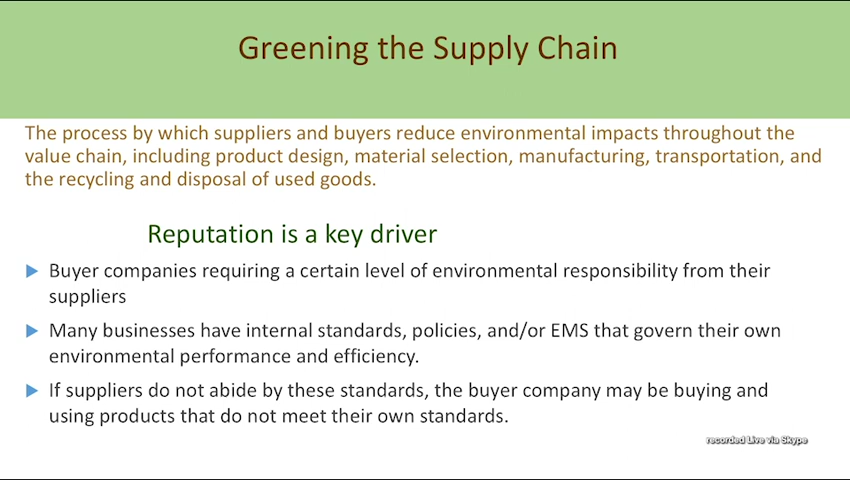 Greening the Supply Chain
The process by which suppliers and buyers reduce environmental impacts throughout the
value chain, including product design, material selection, manufacturing, transportation, and
the recycling and disposal of used goods.
Reputation is a key driver
Buyer companies requiring a certain level of environmental responsibility from their
suppliers
Many businesses have internal standards, policies, and/or EMS that govern their own
environmental performance and efficiency.
If suppliers do not abide by these standards, the buyer company may be buying and
using products that do not meet their own standards.
recorded Live via Skype